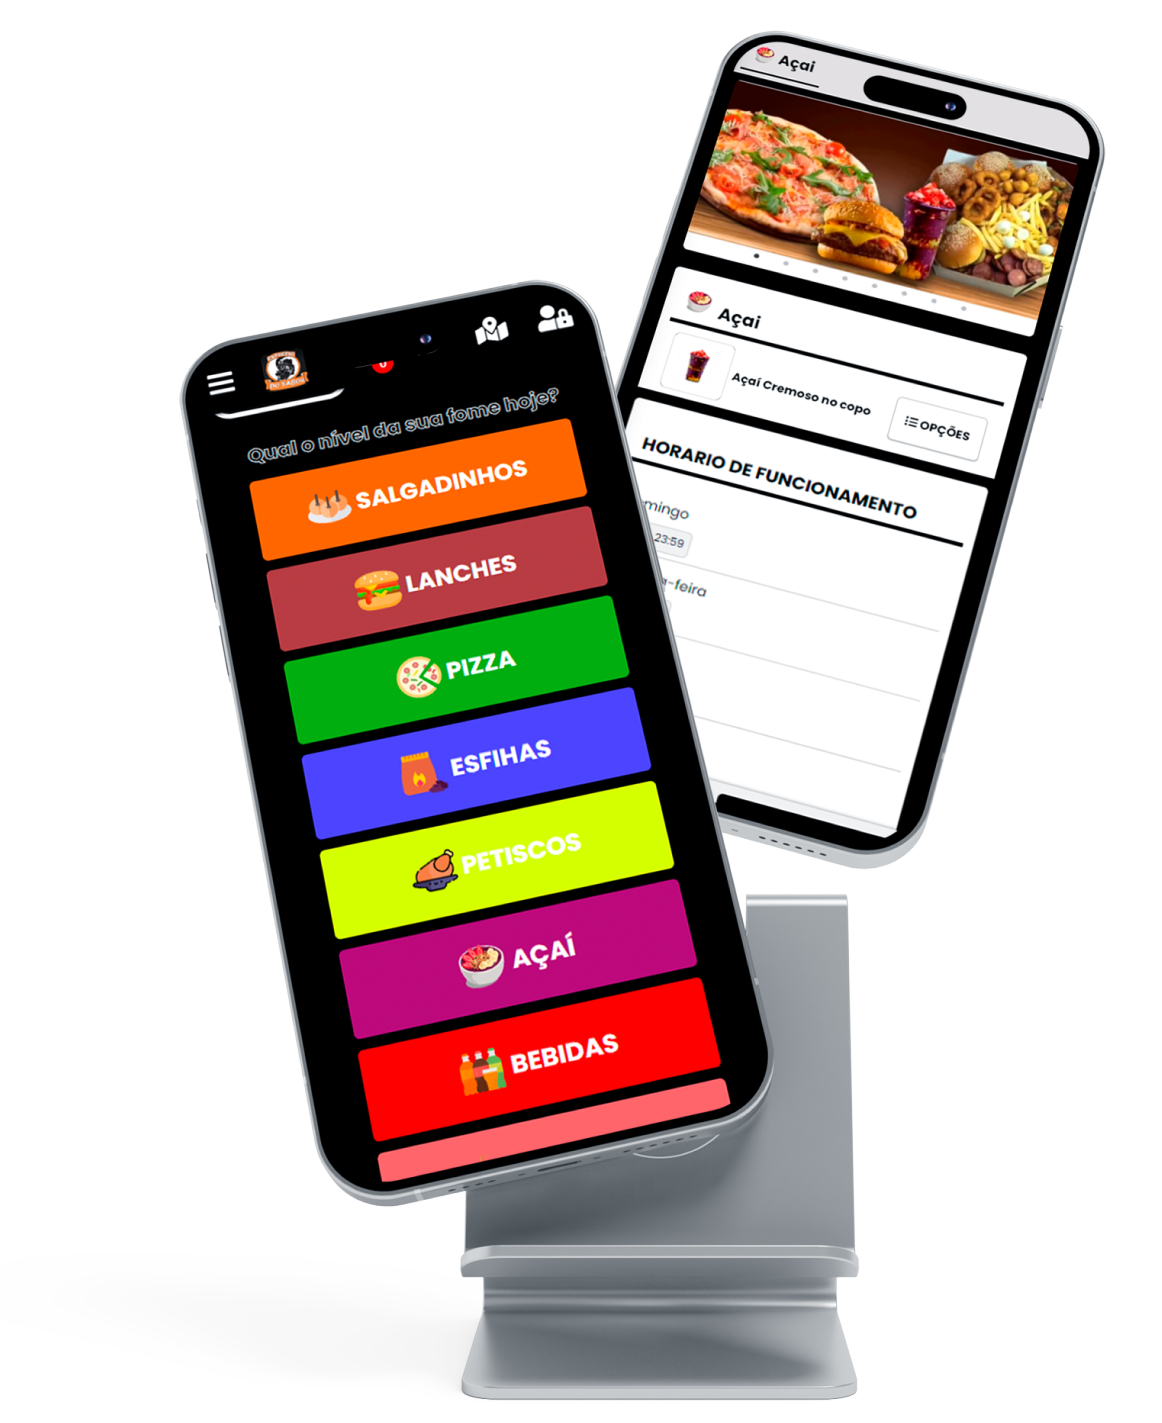 Qual o nível da sua fome hoje?
SALGADINHOS
LANCHES
PIZZA
ESFIHAS
PETISCOS
AÇAÍ
BEBIDAS
Açai
Açai
Açaí Cremoso no copo
OPÇÕES
HORARIO DE FUNCIONAMENTO
mingo
23:59
-feira